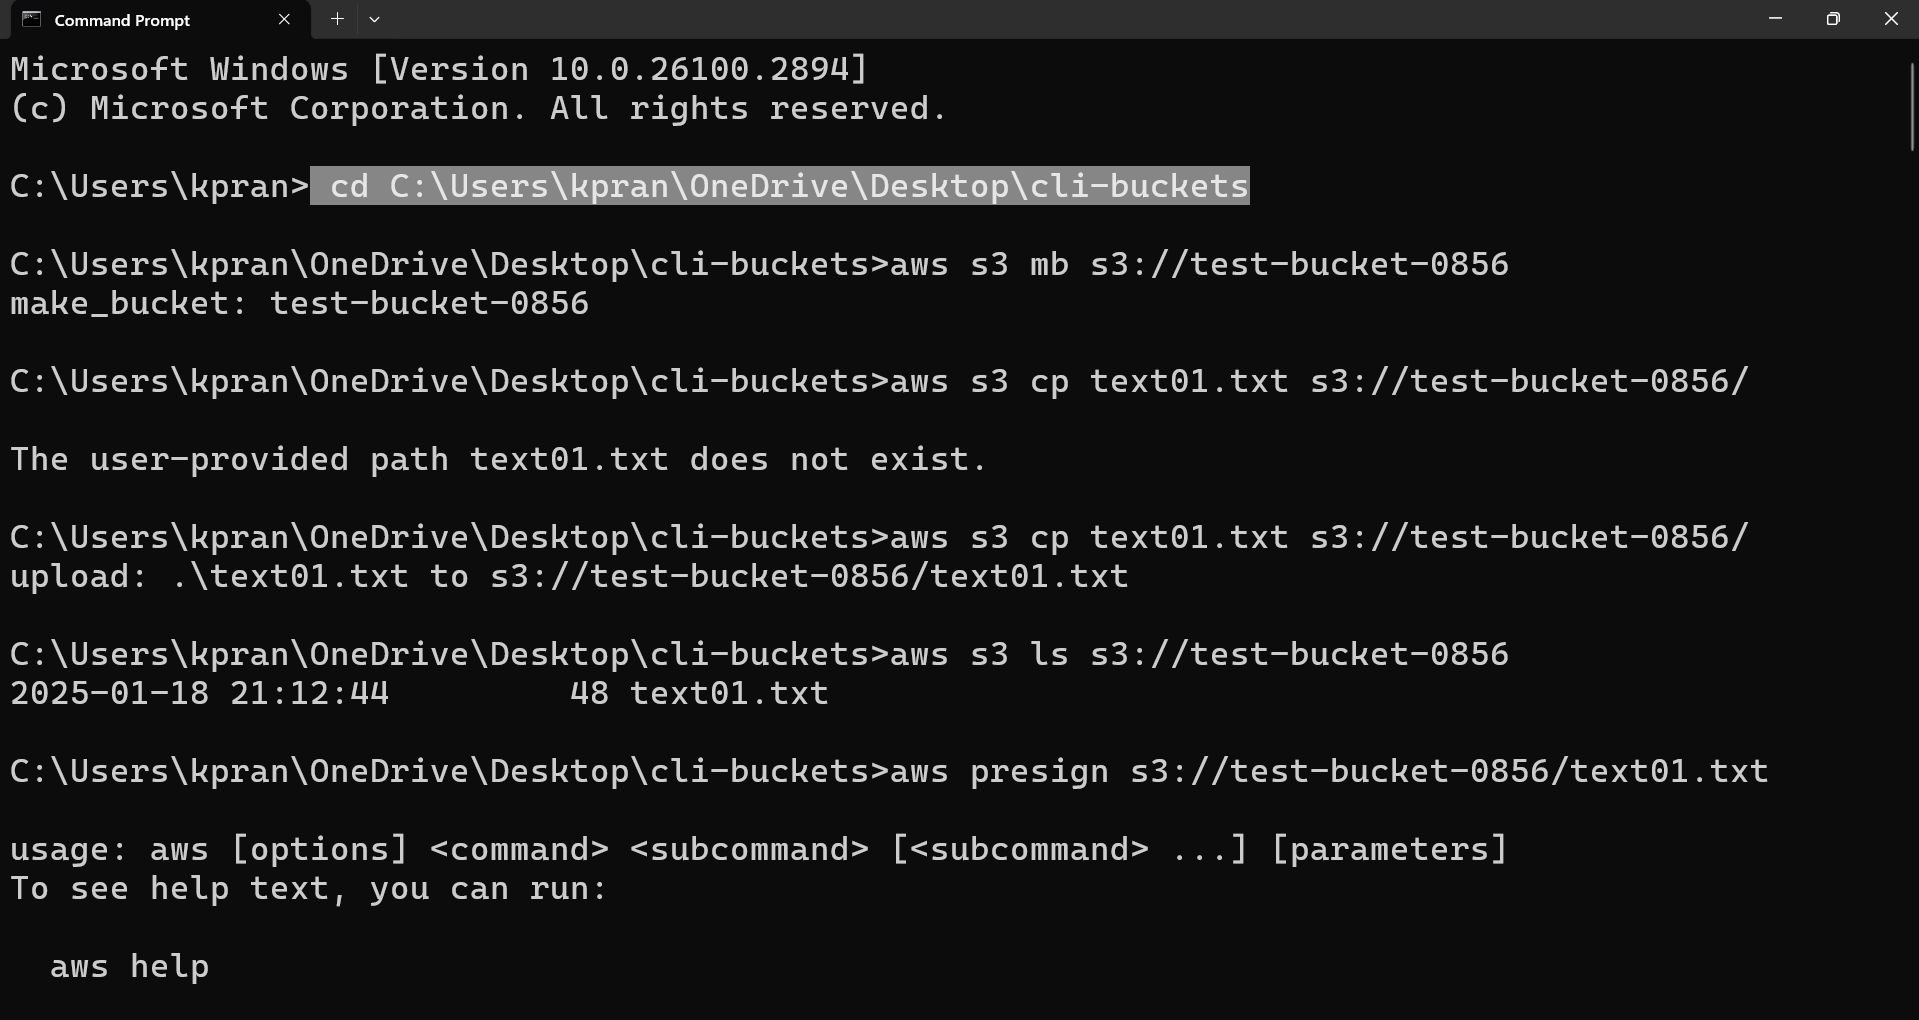 Command Prompt
Microsoft Windows [Version 10.0.26100.2894]
(c) Microsoft Corporation. All rights reserved.
C:\Users\kpran> cd C:\Users\kpran\OneDrive\Desktop\cli-buckets
C:\Users\kpran\OneDrive\Desktop\cli-buckets>aws s3 mb s3://test-bucket-0856
make_bucket: test-bucket-0856
C:\Users\kpran\OneDrive\Desktop\cli-buckets>aws s3 cp text01.txt s3://test-bucket-0856/
The user-provided path text01.txt does not exist.
C:\Users\kpran\OneDrive\Desktop\cli-buckets>aws s3 cp text01.txt s3://test-bucket-0856/
upload: .\text01.txt to s3://test-bucket-0856/text01.txt
C:\Users\kpran\OneDrive\Desktop\cli-buckets>aws s3 ls s3://test-bucket-0856
2025-01-18 21:12:44         48 text01.txt
C:\Users\kpran\OneDrive\Desktop\cli-buckets>aws presign s3://test-bucket-0856/text01.txt
usage: aws [options] <command> <subcommand> [<subcommand> ...] [parameters]
To see help text, you can run:
  aws help